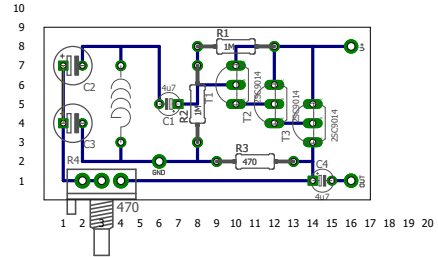 10
9
8
7
6
5
4
3
2
1
R1
1M
C2
4u7
C1
R2
1M
T1
2SC9014
T2
2SC9014
T3
2SC9014
C3
R4
470
GND
R3
470
C4
4u7
OUT
1 2 3 4 5 6 7 8 9 10 11 12 13 14 15 16 17 18 19 20